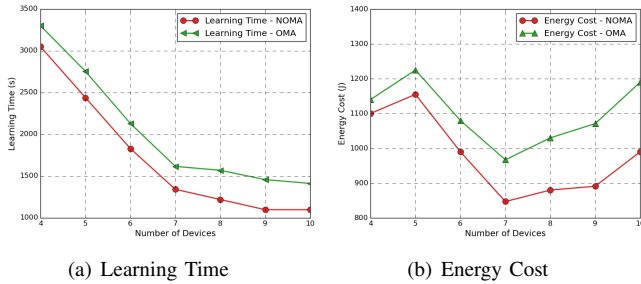 3500
3000
2500
2000
1500
1000
4 5 6 7 8 9 10
Learning Time (s)
Number of Devices
Learning Time - NOMA
Learning Time - OMA
(a) Learning Time
1400
1300
1200
1100
1000
900
800
4 5 6 7 8 9 10
Energy Cost (J)
Number of Devices
Energy Cost - NOMA
Energy Cost - OMA
(b) Energy Cost